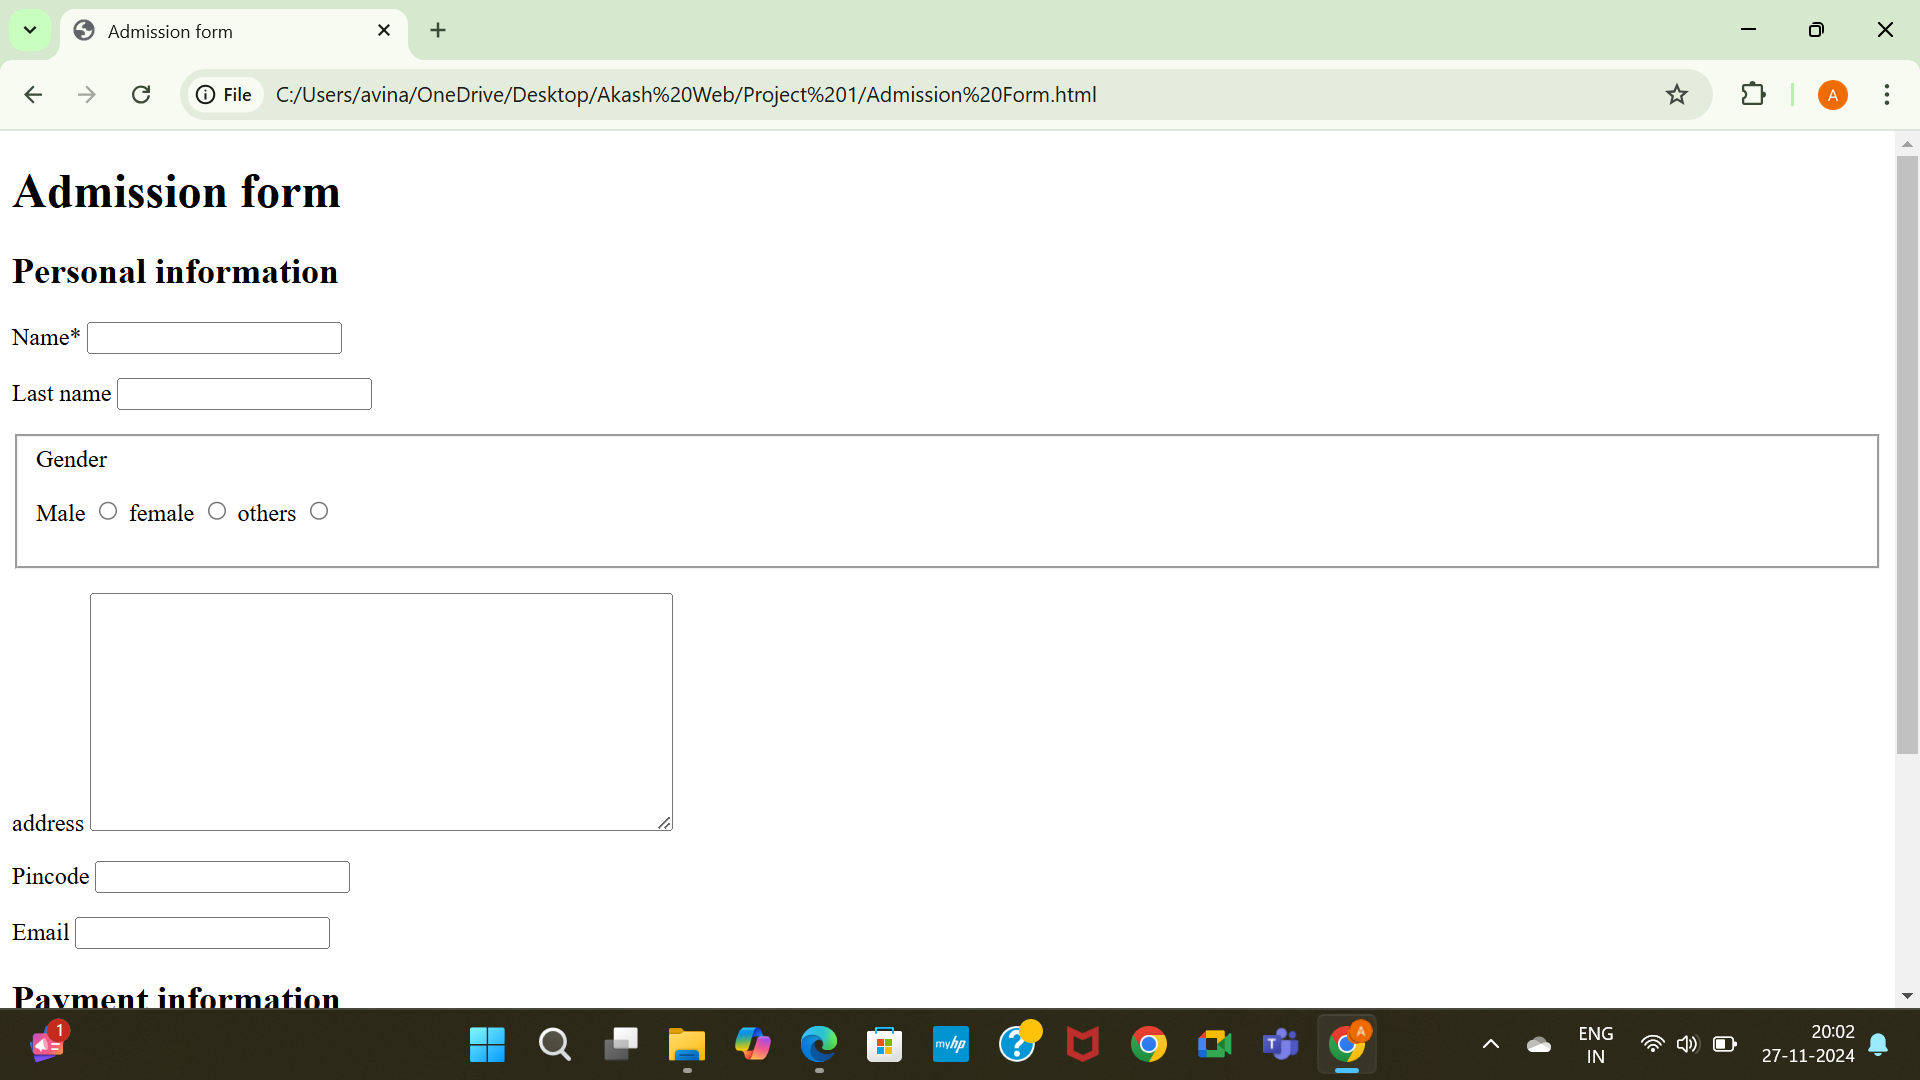 Admission form
File C:/Users/avina/OneDrive/Desktop/Akash%20Web/Project%201/Admission%20Form.html
A
Admission form
Personal information
Name*
Last name
Gender
Male female others
address
Pincode
Email
Payment information
1
myhp
?
T
A
ENG
IN
20:02
27-11-2024